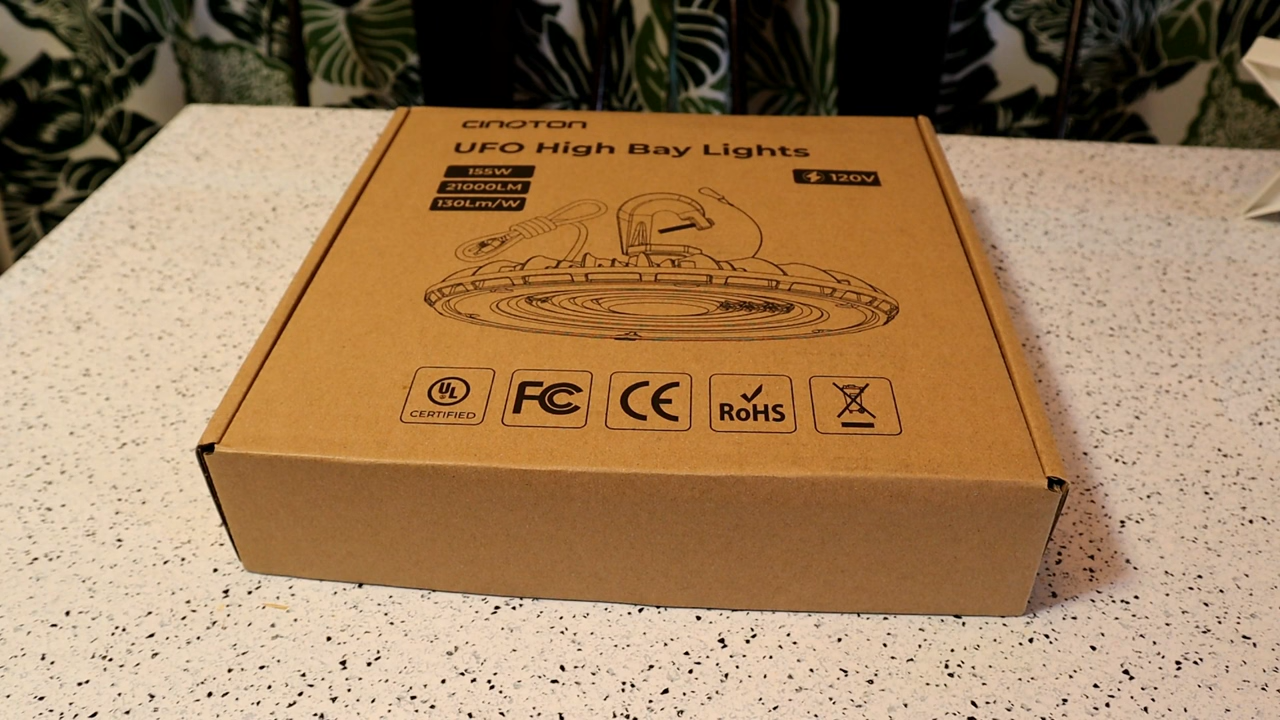 CINOTON
UFO High Bay Lights
155W
21000LM
130Lm/W
120V
UL
CERTIFIED
FC
CE
RoHS